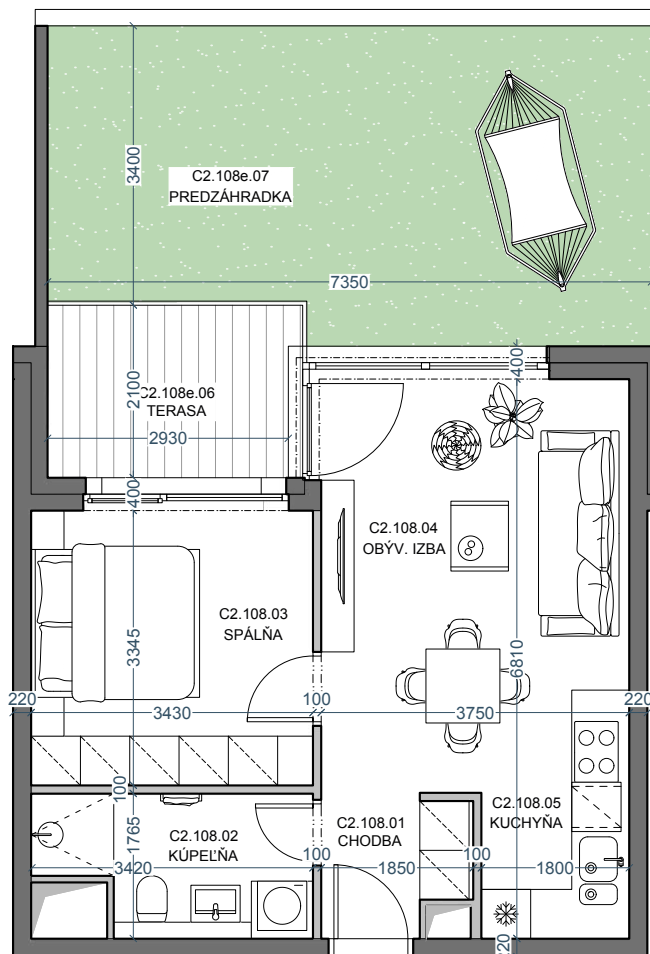 3400
C2.108e.07
PREDZÁHRADKA
7350
2100
C2.108e.06
TERASA
2930
400
400
C2.108.04
OBÝV. IZBA
C2.108.03
SPÁLŇA
3345
6810
220
3430
100
3750
220
100
1765
C2.108.02
KÚPEĽŇA
C2.108.01
CHODBA
C2.108.05
KUCHYŇA
3420
100
1850
100
1800
220